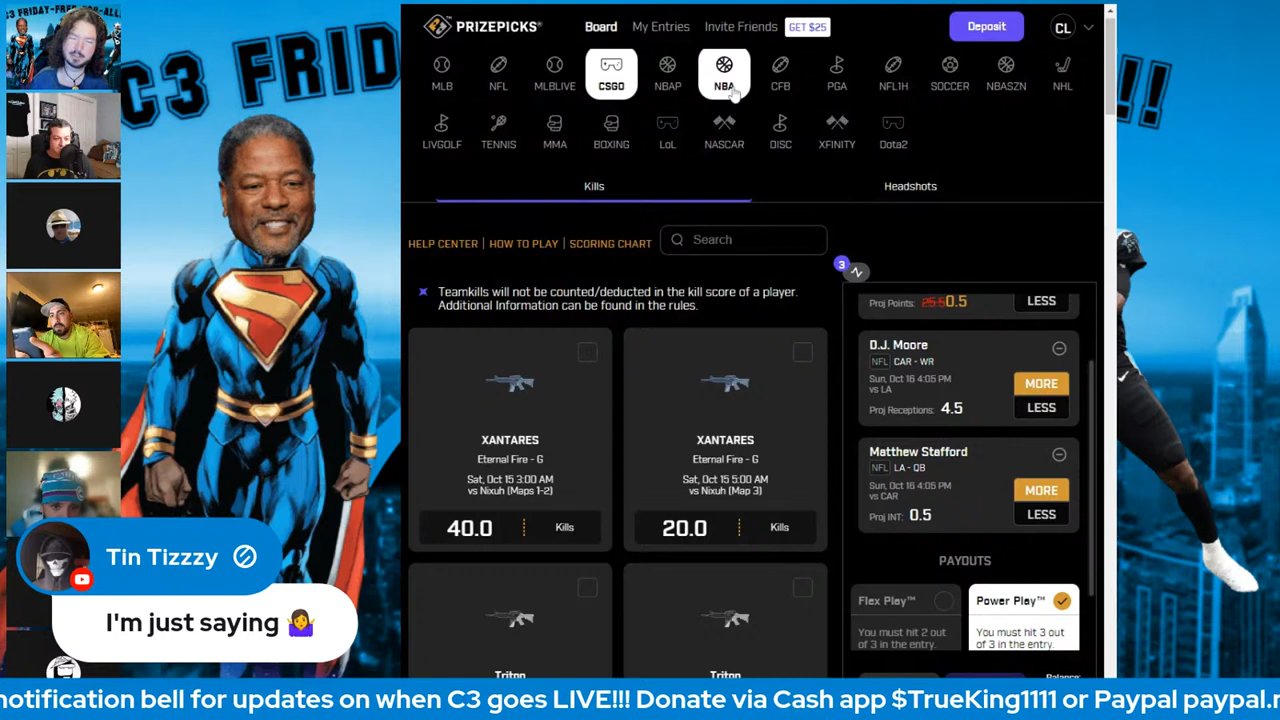 C3 FRIDAY-FREE-FOR-ALL
C3 FRID
!!
PRIZEPICKS
Board
My Entries
Invite Friends
GET $25
Deposit
CL
MLB
NFL
MLBLIVE
CSGO
NBAP
NBA
CFB
PGA
NFL1H
SOCCER
NBASZN
NHL
LIVGOLF
TENNIS
MMA
BOXING
LoL
NASCAR
DISC
XFINITY
Dota2
Kills
Headshots
HELP CENTER | HOW TO PLAY | SCORING CHART
Search
3
Teamkills will not be counted/deducted in the kill score of a player.
Additional Information can be found in the rules.
XANTARES
Eternal Fire - G
Sat, Oct 15 3:00 AM
vs Nixuh (Maps 1-2)
40.0
Kills
XANTARES
Eternal Fire - G
Sat, Oct 15 5:00 AM
vs Nixuh (Map 3)
20.0
Kills
Triton
Triton
Proj Points: 25.5 0.5
LESS
D.J. Moore
NFL CAR - WR
Sun, Oct 16 4:05 PM
vs LA
Proj Receptions: 4.5
MORE
LESS
Matthew Stafford
NFL LA - QB
Sun, Oct 16 4:05 PM
vs CAR
Proj INT: 0.5
MORE
LESS
PAYOUTS
Flex Play™
You must hit 2 out
of 3 in the entry.
Power Play™
You must hit 3 out
of 3 in the entry.
Tin Tizzzy
I'm just saying 🤷‍♀️
notification bell for updates on when C3 goes LIVE!!! Donate via Cash app $TrueKing1111 or Paypal paypal.